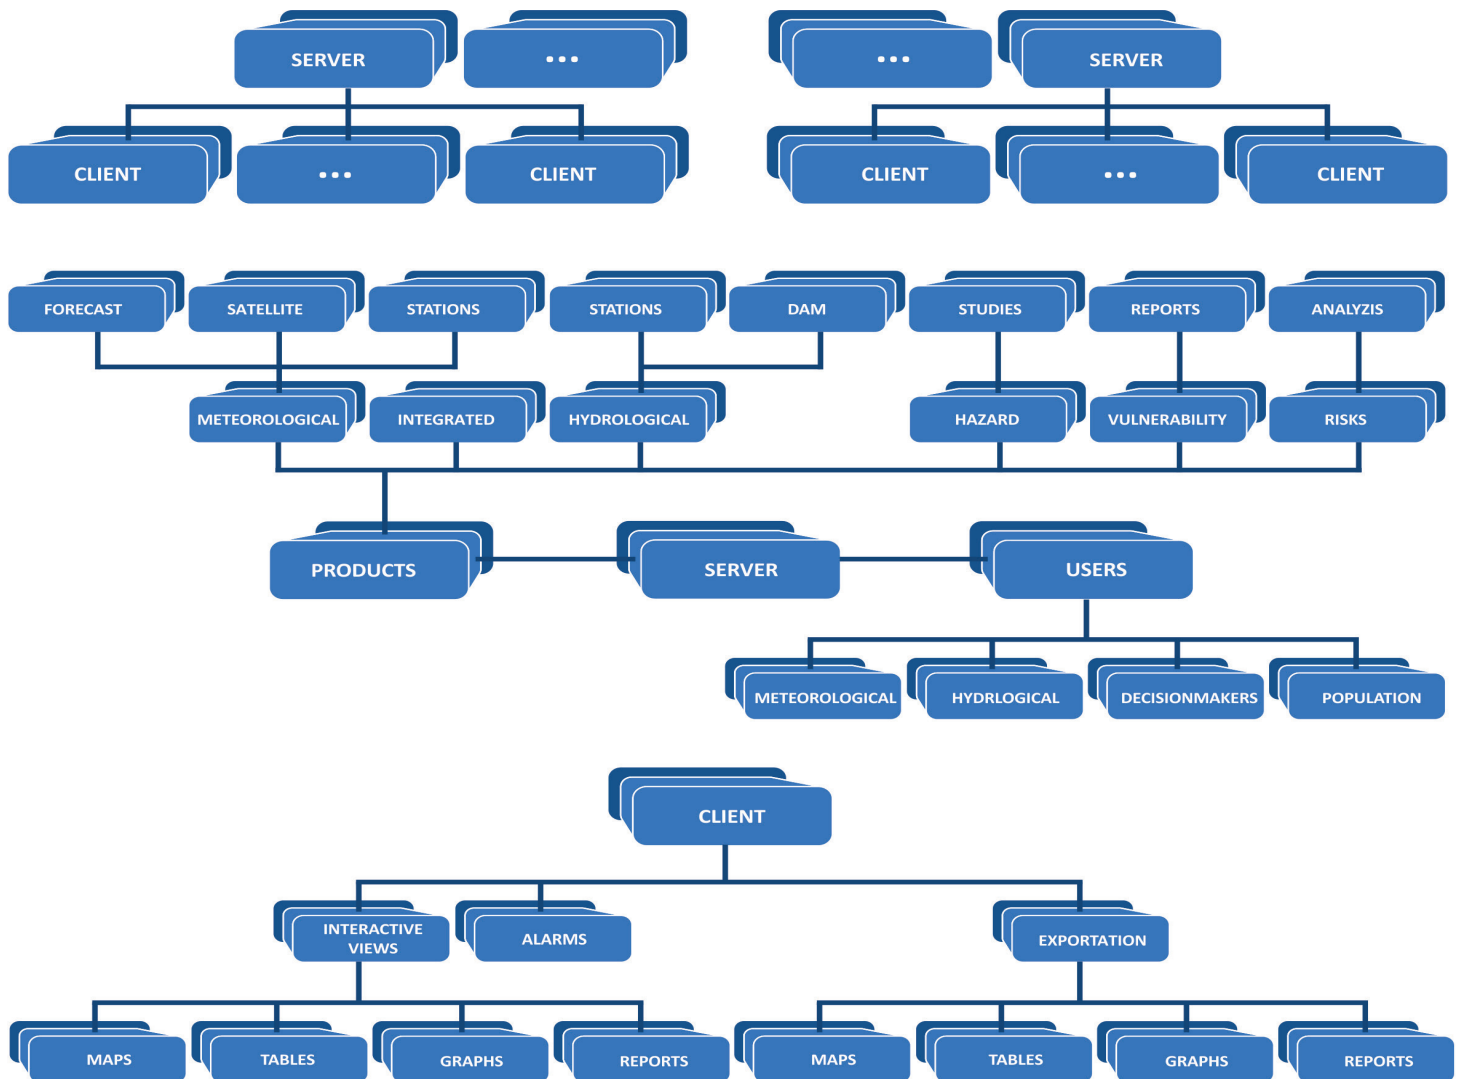 SERVER
...
...
SERVER
CLIENT
...
CLIENT
CLIENT
...
CLIENT
FORECAST
SATELLITE
STATIONS
STATIONS
DAM
STUDIES
REPORTS
ANALYZIS
METEOROLOGICAL
INTEGRATED
HYDROLOGICAL
HAZARD
VULNERABILITY
RISKS
PRODUCTS
SERVER
USERS
METEOROLOGICAL
HYDRLOGICAL
DECISIONMAKERS
POPULATION
CLIENT
INTERACTIVE
VIEWS
ALARMS
EXPORTATION
MAPS
TABLES
GRAPHS
REPORTS
MAPS
TABLES
GRAPHS
REPORTS